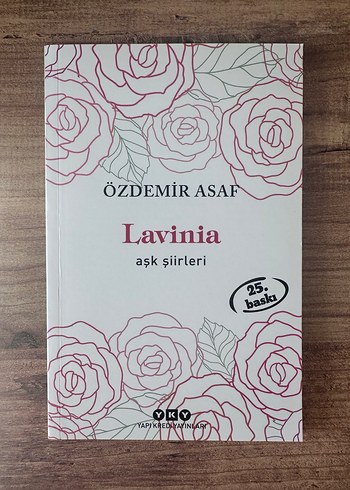 ÖZDEMİR ASAF
Lavinia
aşk şiirleri
25.
baskı
YKY
YAPI KREDİ YAYINLARI